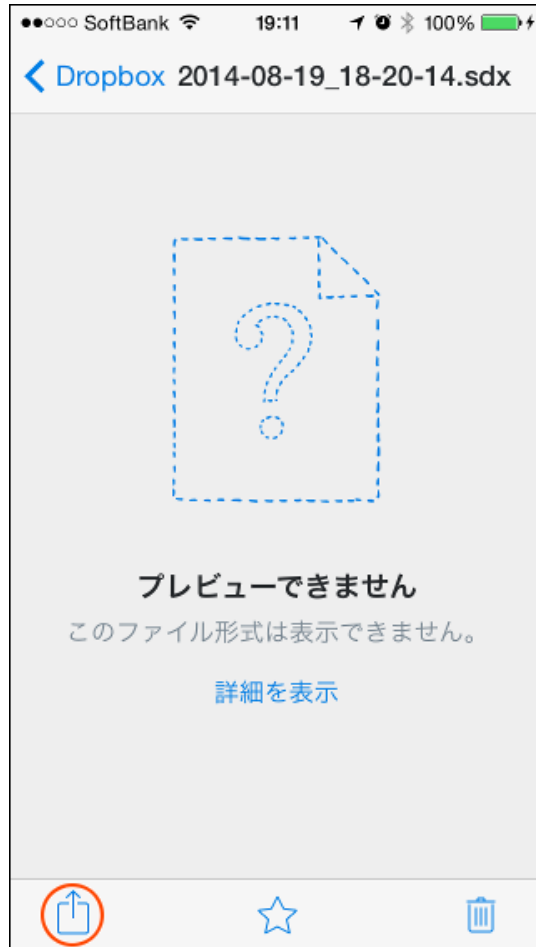 SoftBank 19:11 100%
Dropbox 2014-08-19_18-20-14.sdx
?
プレビューできません
このファイル形式は表示できません。
詳細を表示